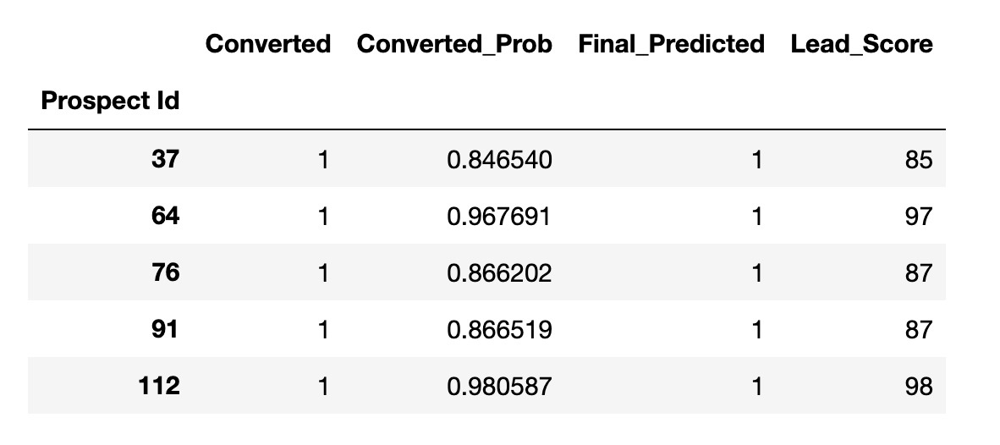 Converted Converted_Prob Final_Predicted Lead_Score
Prospect Id
37 1 0.846540 1 85
64 1 0.967691 1 97
76 1 0.866202 1 87
91 1 0.866519 1 87
112 1 0.980587 1 98